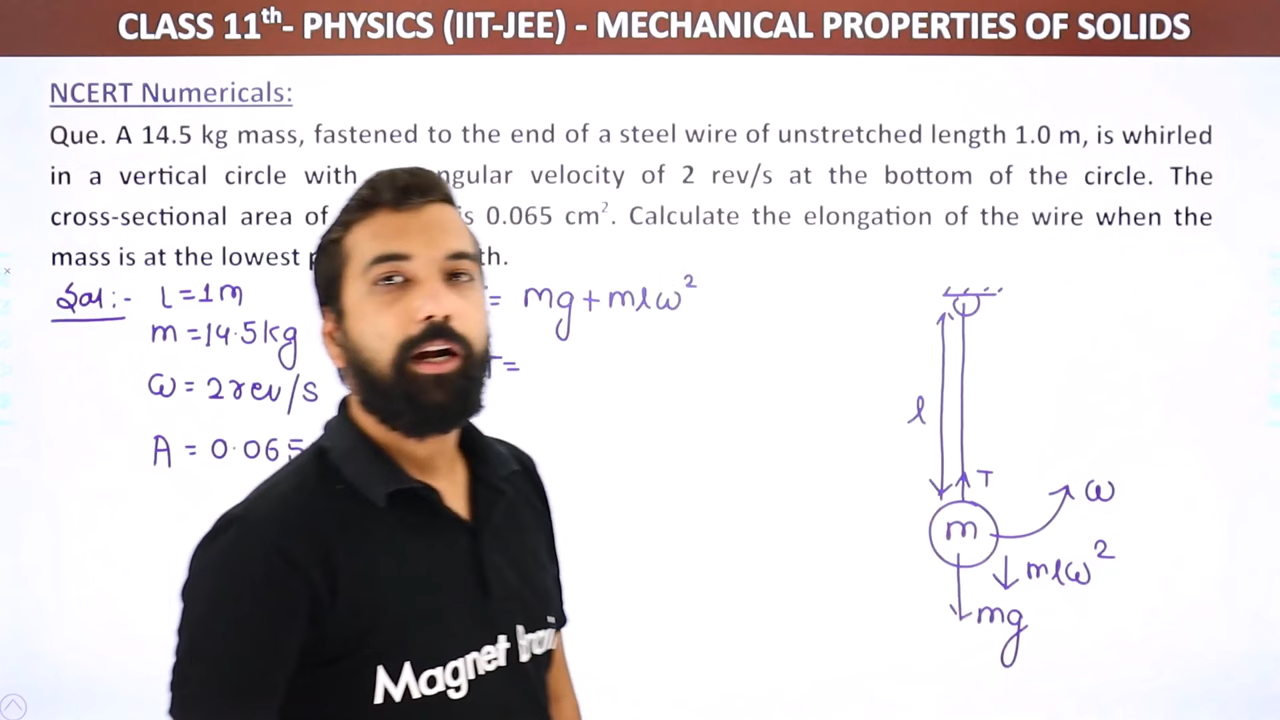 CLASS 11th- PHYSICS (IIT-JEE) - MECHANICAL PROPERTIES OF SOLIDS
NCERT Numericals:
Que. A 14.5 kg mass, fastened to the end of a steel wire of unstretched length 1.0 m, is whirled
in a vertical circle with ngular velocity of 2 rev/s at the bottom of the circle. The
cross-sectional area of s 0.065 cm². Calculate the elongation of the wire when the
mass is at the lowest p th.
Sol :- l = 1m
= mg + mlω²
m = 14.5kg
T =
ω = 2 rev/s
A = 0.065
l
T
ω
m
mlω²
mg
Magnet Brai